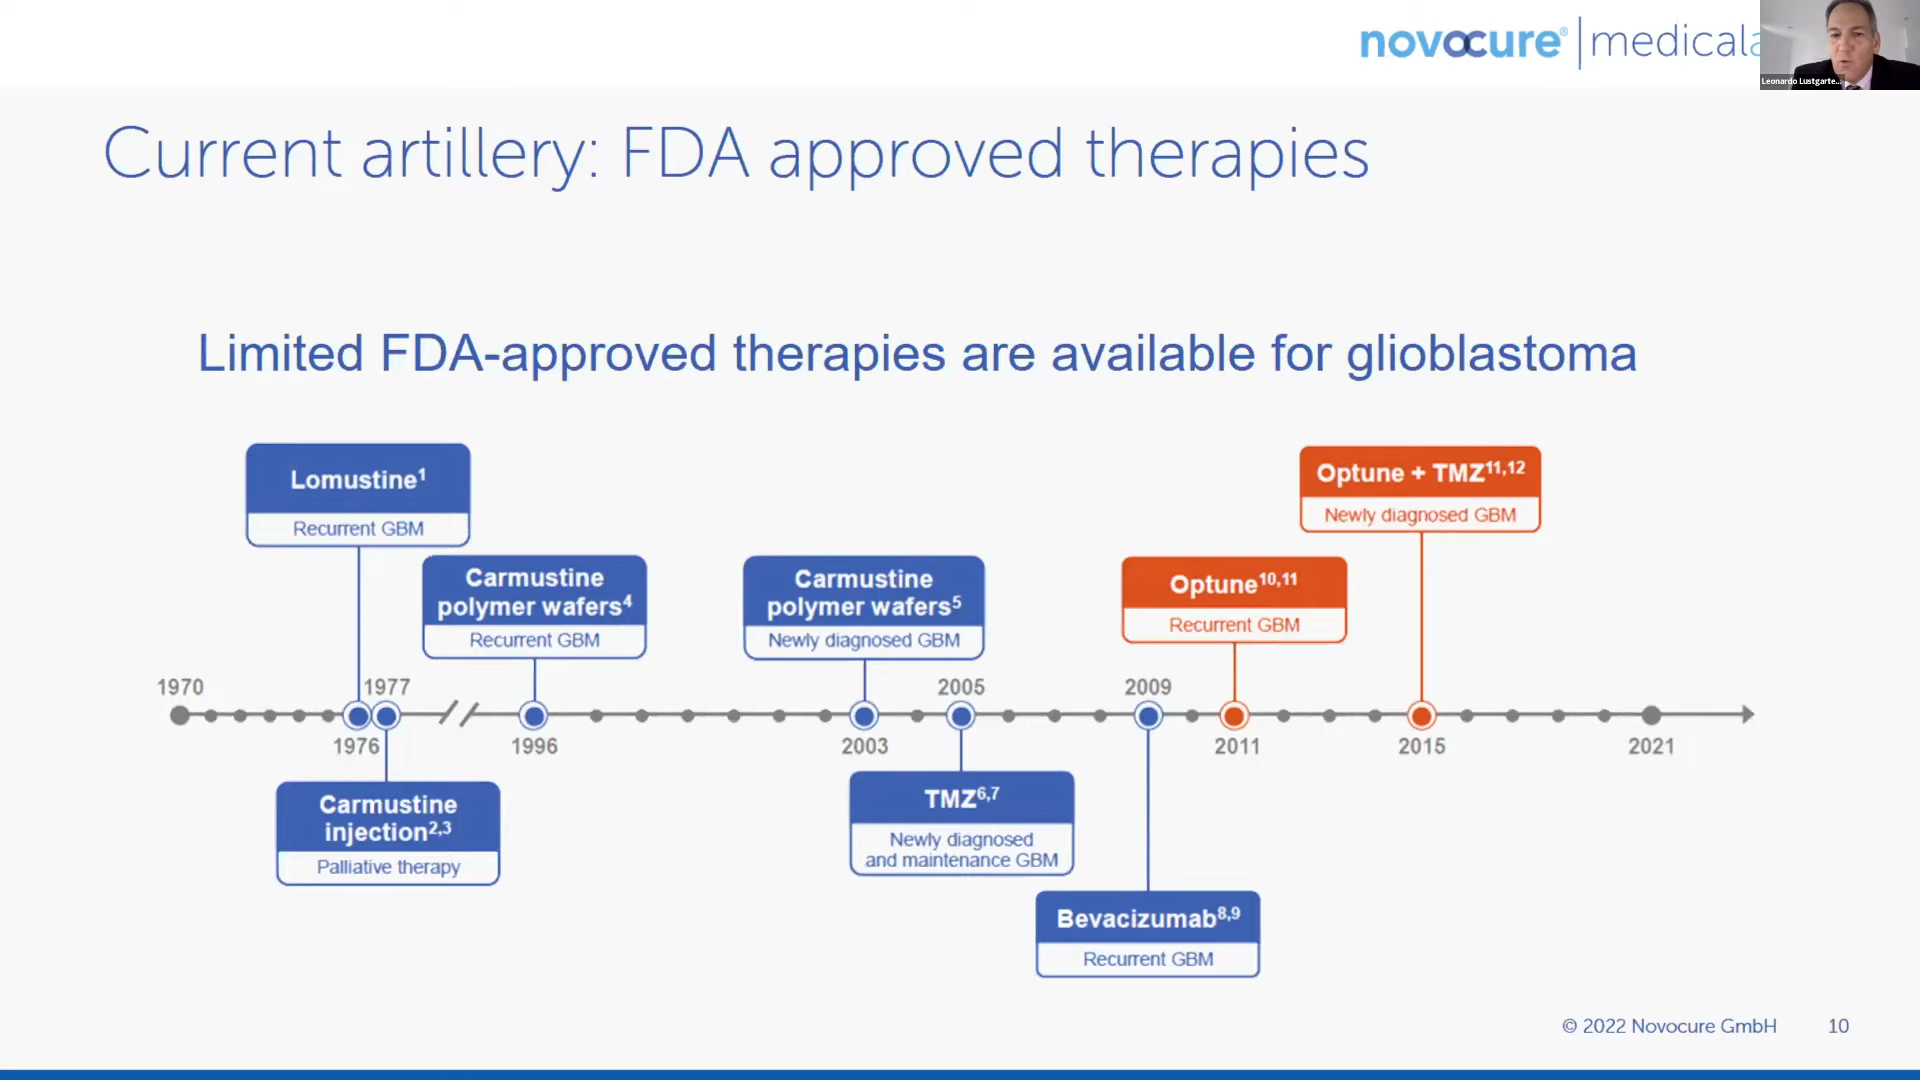 novocure® | medicala
Leonardo Lustgarte...
Current artillery: FDA approved therapies
Limited FDA-approved therapies are available for glioblastoma
Lomustine¹
Recurrent GBM
Carmustine
polymer wafers⁴
Recurrent GBM
Carmustine
polymer wafers⁵
Newly diagnosed GBM
Optune¹⁰,¹¹
Recurrent GBM
Optune + TMZ¹¹,¹²
Newly diagnosed GBM
1970
1977
2005
2009
1976
1996
2003
2011
2015
2021
Carmustine
injection²,³
Palliative therapy
TMZ⁶,⁷
Newly diagnosed
and maintenance GBM
Bevacizumab⁸,⁹
Recurrent GBM
© 2022 Novocure GmbH 10